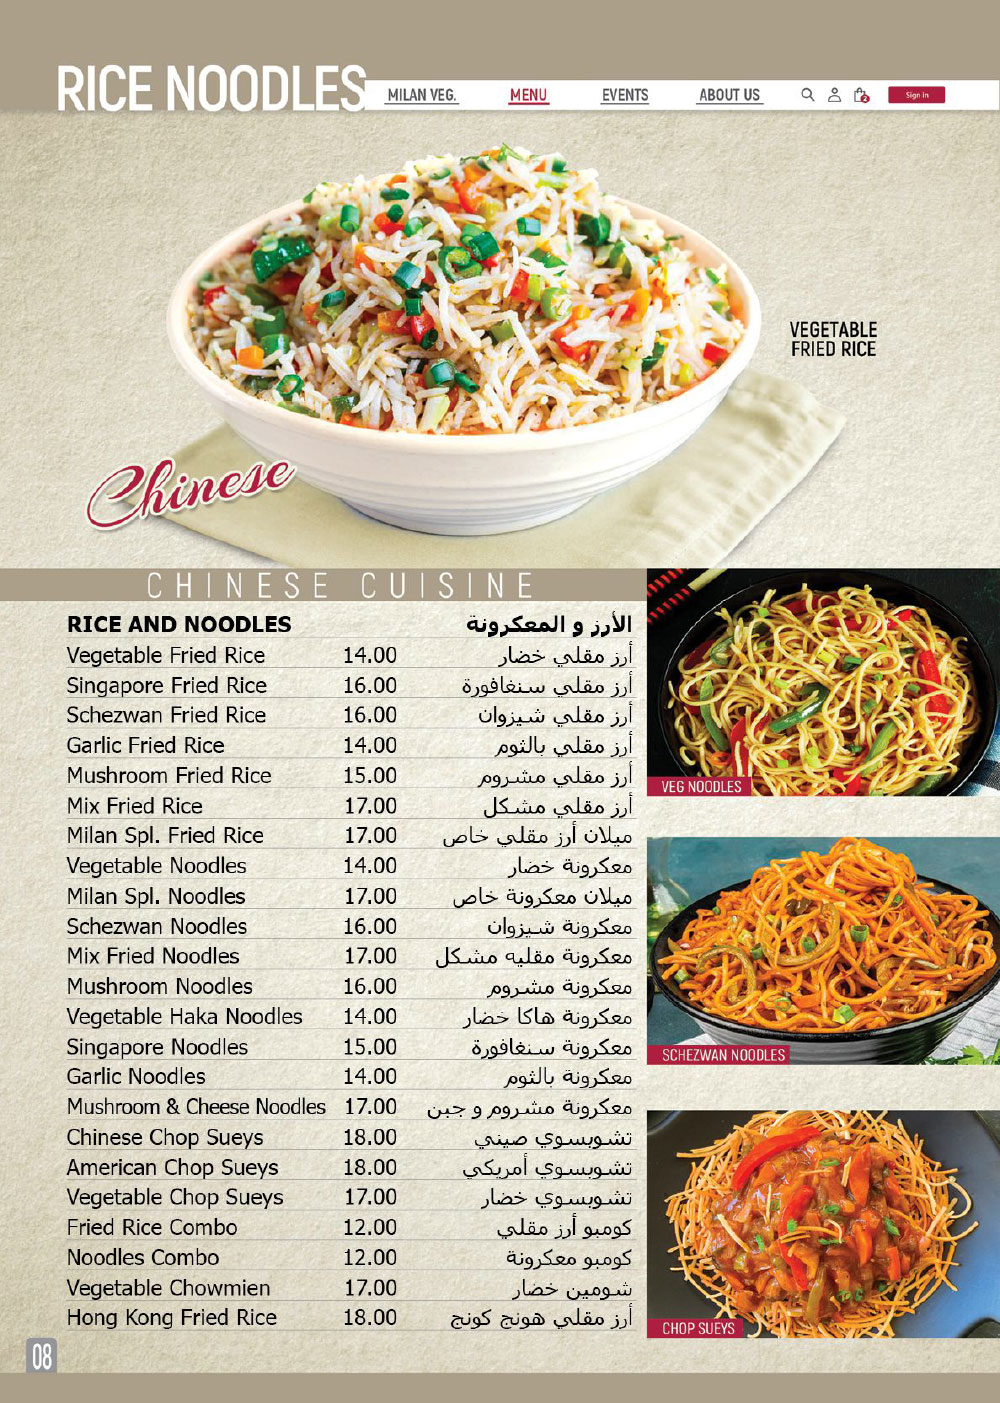 RICE NOODLES
MILAN VEG. MENU EVENTS ABOUT US 2 Sign In
VEGETABLE
FRIED RICE
Chinese
CHINESE CUISINE
RICE AND NOODLES الأرز و المعكرونة
Vegetable Fried Rice 14.00 أرز مقلي خضار
Singapore Fried Rice 16.00 أرز مقلي سنغافورة
Schezwan Fried Rice 16.00 أرز مقلي شيزوان
Garlic Fried Rice 14.00 أرز مقلي بالثوم
Mushroom Fried Rice 15.00 أرز مقلي مشروم
Mix Fried Rice 17.00 أرز مقلي مشكل
Milan Spl. Fried Rice 17.00 ميلان أرز مقلي خاص
Vegetable Noodles 14.00 معكرونة خضار
Milan Spl. Noodles 17.00 ميلان معكرونة خاص
Schezwan Noodles 16.00 معكرونة شيزوان
Mix Fried Noodles 17.00 معكرونة مقليه مشكل
Mushroom Noodles 16.00 معكرونة مشروم
Vegetable Haka Noodles 14.00 معكرونة هاكا خضار
Singapore Noodles 15.00 معكرونة سنغافورة
Garlic Noodles 14.00 معكرونة بالثوم
Mushroom & Cheese Noodles 17.00 معكرونة مشروم و جبن
Chinese Chop Sueys 18.00 تشوبسوي صيني
American Chop Sueys 18.00 تشوبسوي أمريكي
Vegetable Chop Sueys 17.00 تشوبسوي خضار
Fried Rice Combo 12.00 كومبو أرز مقلي
Noodles Combo 12.00 كومبو معكرونة
Vegetable Chowmien 17.00 شومين خضار
Hong Kong Fried Rice 18.00 أرز مقلي هونج كونج
VEG NOODLES
SCHEZWAN NOODLES
CHOP SUEYS
08